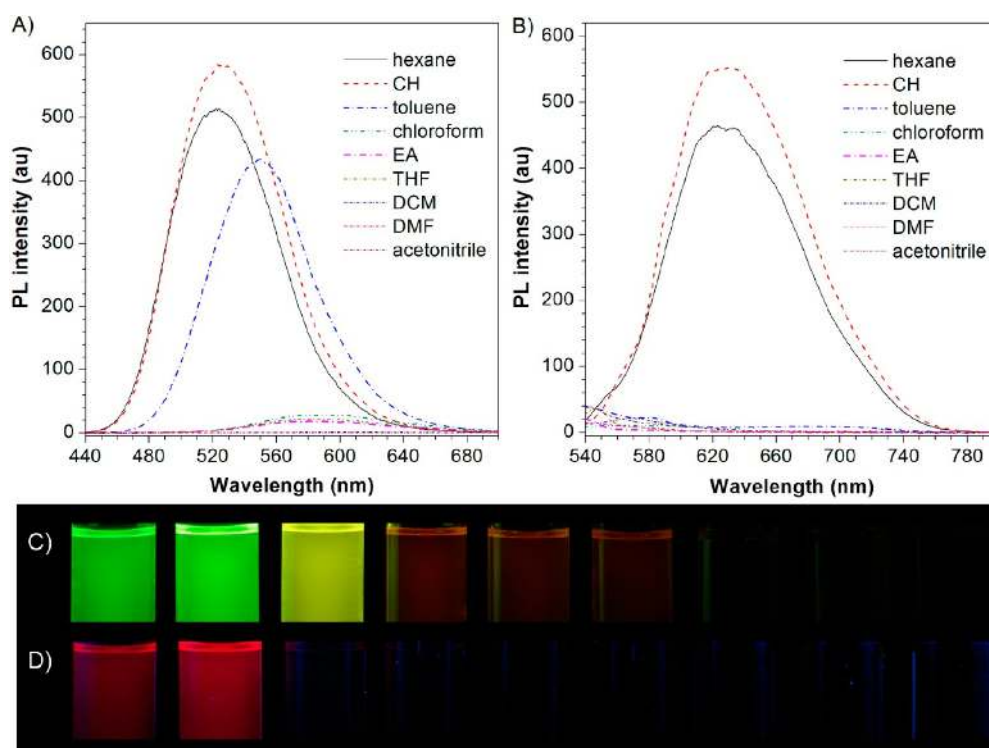 A)
600
500
400
300
200
100
0
PL intensity (au)
440 480 520 560 600 640 680
Wavelength (nm)
hexane
CH
toluene
chloroform
EA
THF
DCM
DMF
acetonitrile
B)
600
500
400
300
200
100
0
PL intensity (au)
540 580 620 660 700 740 780
Wavelength (nm)
hexane
CH
toluene
chloroform
EA
THF
DCM
DMF
acetonitrile
C)
D)